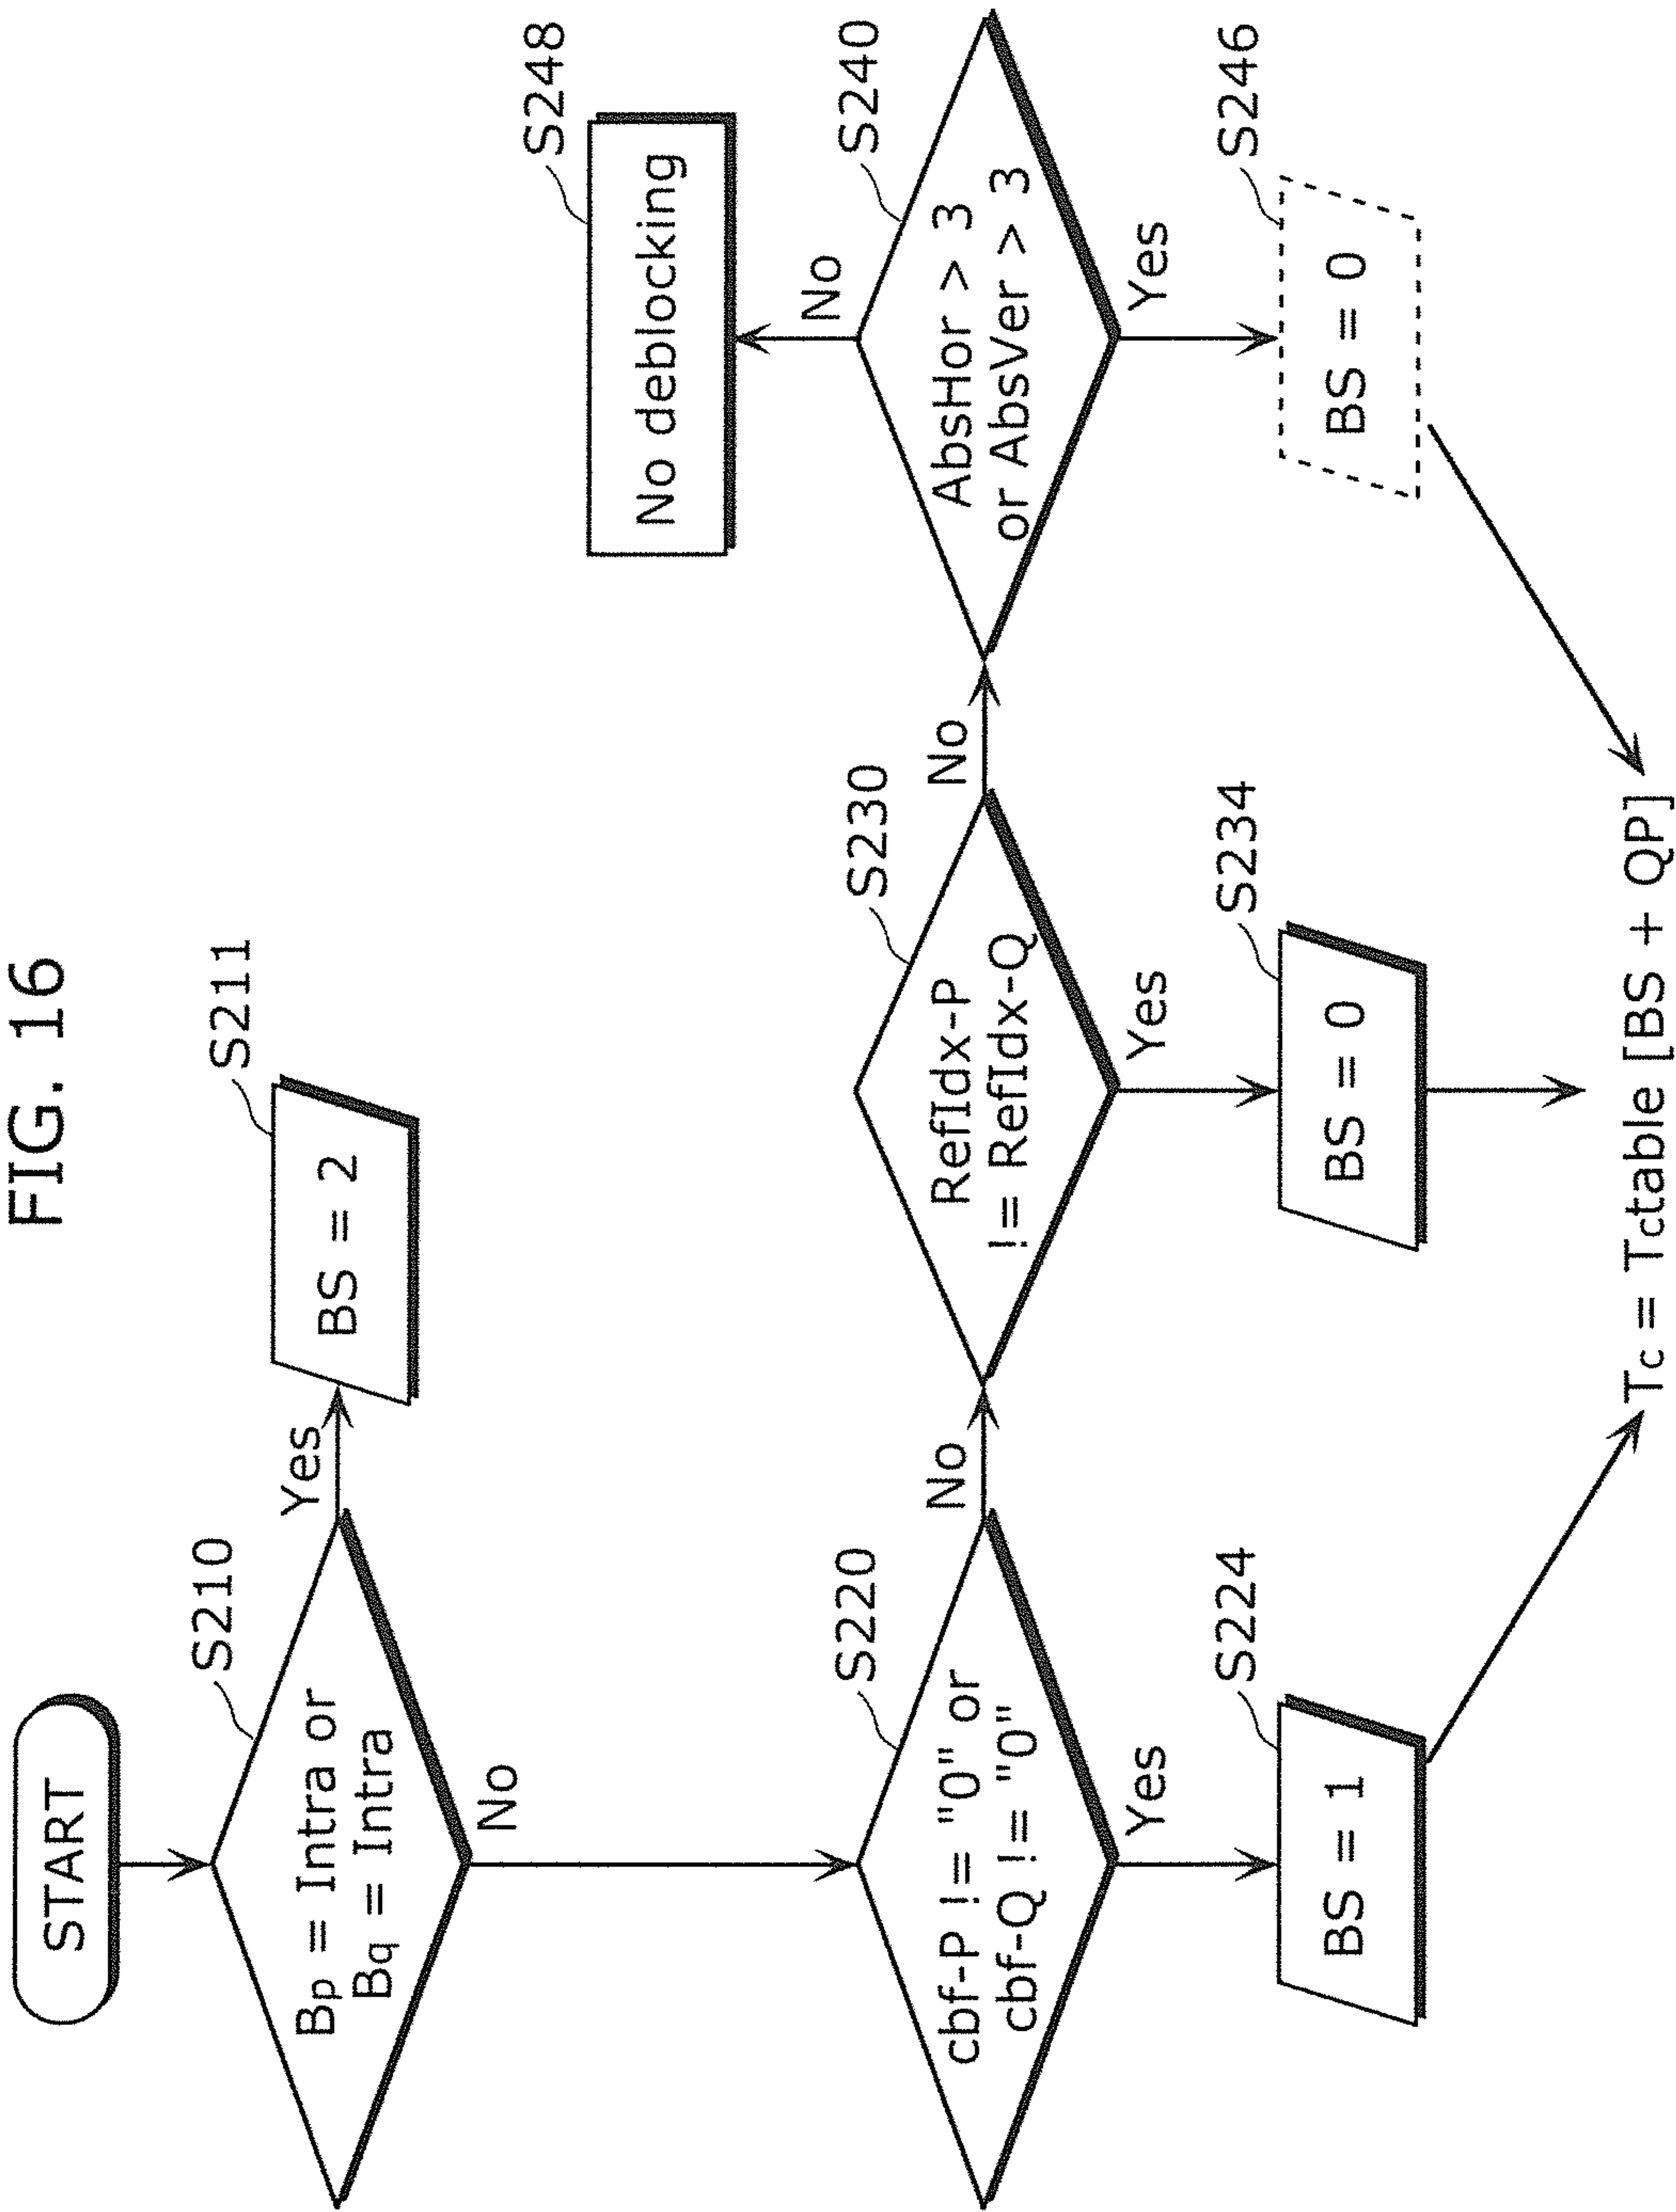 FIG. 16
START
S210
Bp = Intra or
Bq = Intra
Yes
S211
BS = 2
No
S220
cbf-P != "0" or
cbf-Q != "0"
No
S230
RefIdx-P
!= RefIdx-Q
No
S240
AbsHor > 3
or AbsVer > 3
No
S248
No deblocking
Yes
S224
BS = 1
Yes
S234
BS = 0
Yes
S246
BS = 0
Tc = Tctable [BS + QP]